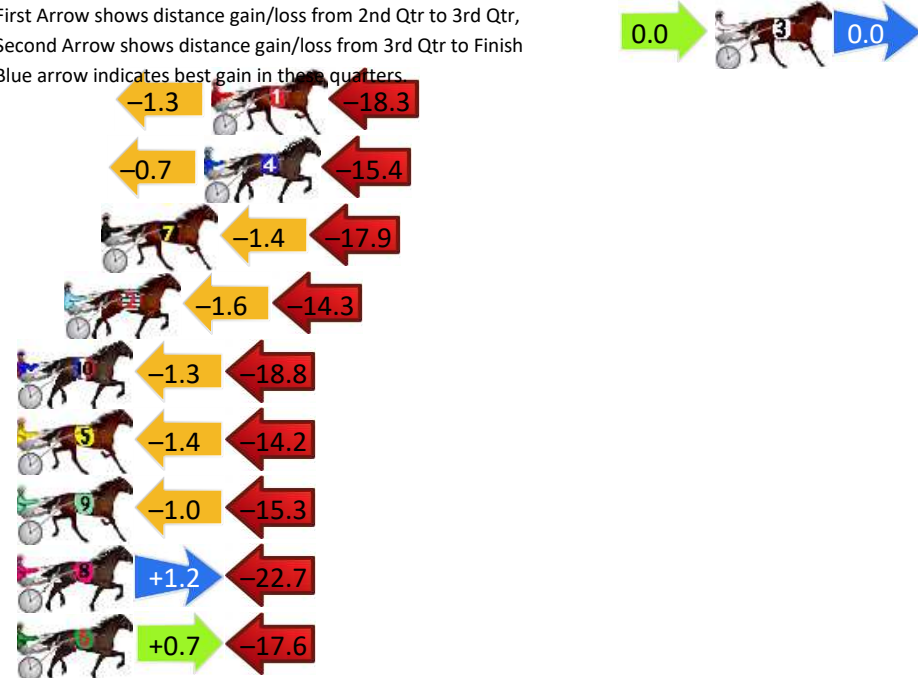 First Arrow shows distance gain/loss from 2nd Qtr to 3rd Qtr,
Second Arrow shows distance gain/loss from 3rd Qtr to Finish
Blue arrow indicates best gain in these quarters.
0.0 3 0.0
–1.3 1 –18.3
–0.7 4 –15.4
7 –1.4 –17.9
2 –1.6 –14.3
10 –1.3 –18.8
5 –1.4 –14.2
9 –1.0 –15.3
8 +1.2 –22.7
6 +0.7 –17.6